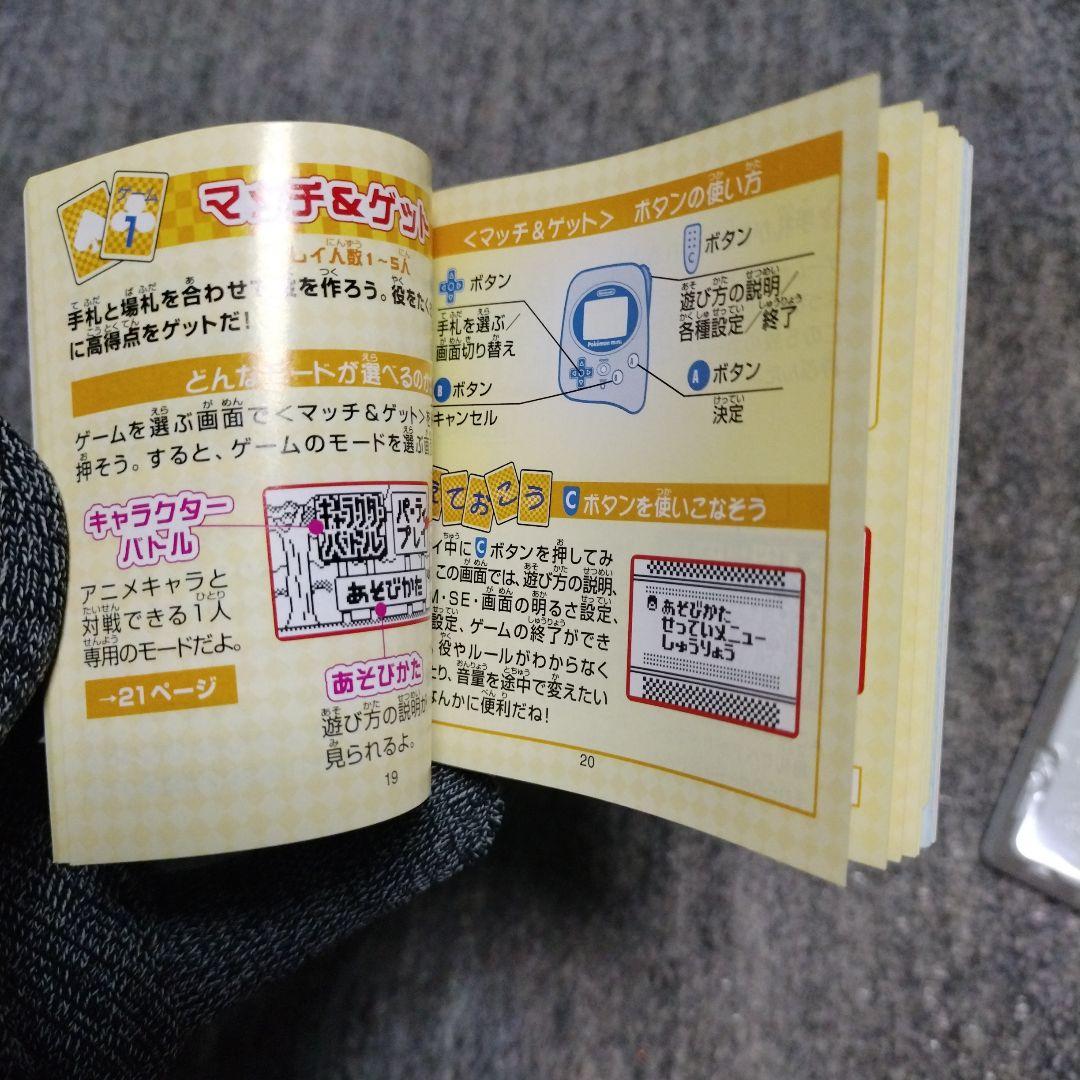 ゲーム
1
マッチ&ゲット
レイ人数1~5人
手札と場札を合わせて役を作ろう。役をたく
に高得点をゲットだ!
どんなモードが選べるのか
ゲームを選ぶ画面で<マッチ&ゲット>を
押そう。すると、ゲームのモードを選ぶ画
キャラクター
バトル
アニメキャラと
対戦できる1人
専用のモードだよ。
→21ページ
キャラクター
バトル
パーティ
プレイ
あそびかた
あそびかた
遊び方の説明が
見られるよ。
19
<マッチ&ゲット> ボタンの使い方
ボタン
手札を選ぶ/
画面切り替え
B ボタン
キャンセル
Nintendo
Pokémon mini
C ボタン
遊び方の説明/
各種設定/終了
A ボタン
決定
ておこう
C ボタンを使いこなそう
イ中に C ボタンを押してみ
この画面では、遊び方の説明、
M・SE・画面の明るさ設定、
設定、ゲームの終了ができ
役やルールがわからなく
たり、音量を途中で変えたい
なんかに便利だね!
あそびかた
せっていメニュー
しゅうりょう
20